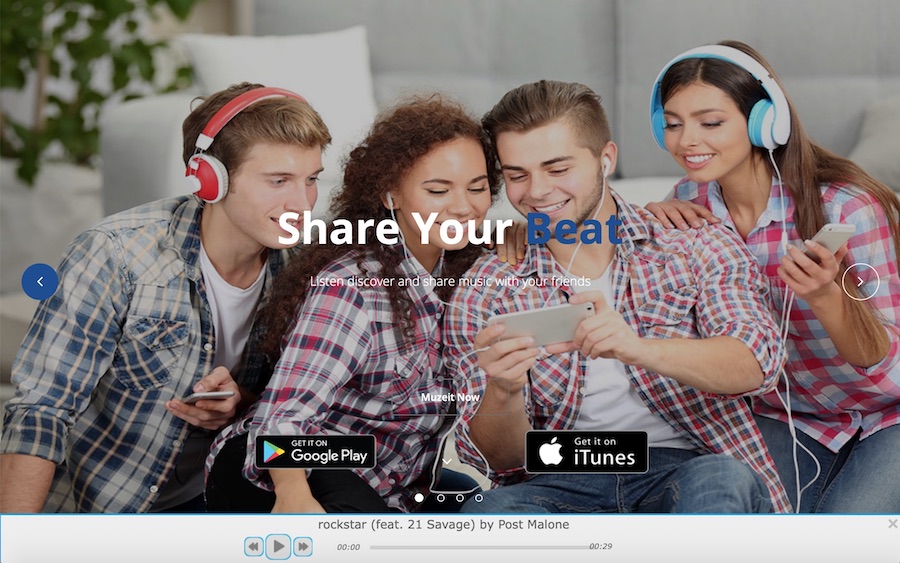 Share Your Beat
Listen discover and share music with your friends
Muzeit Now
GET IT ON
Google Play
Get it on
iTunes
rockstar (feat. 21 Savage) by Post Malone
00:00
00:29